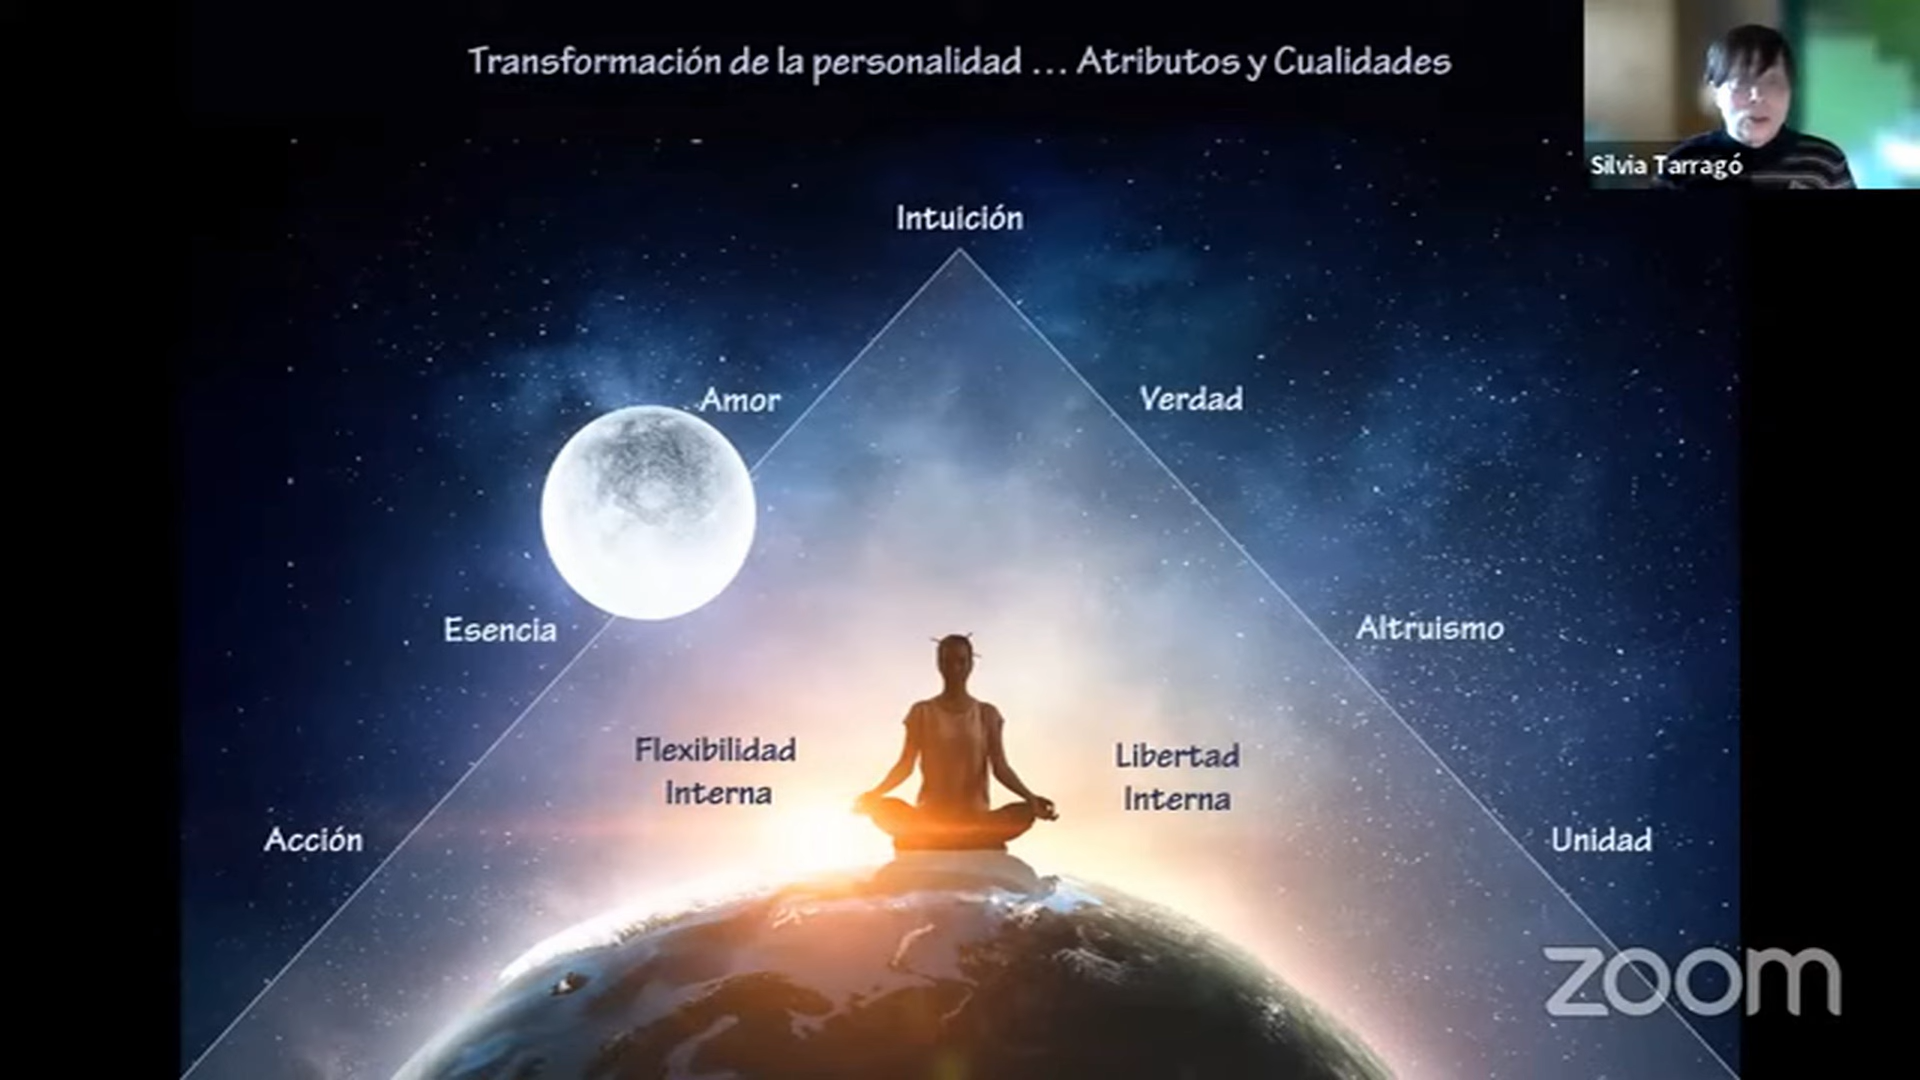 Transformación de la personalidad ... Atributos y Cualidades
Silvia Tarragó
Intuición
Amor
Verdad
Esencia
Altruismo
Flexibilidad
Interna
Libertad
Interna
Acción
Unidad
zoom